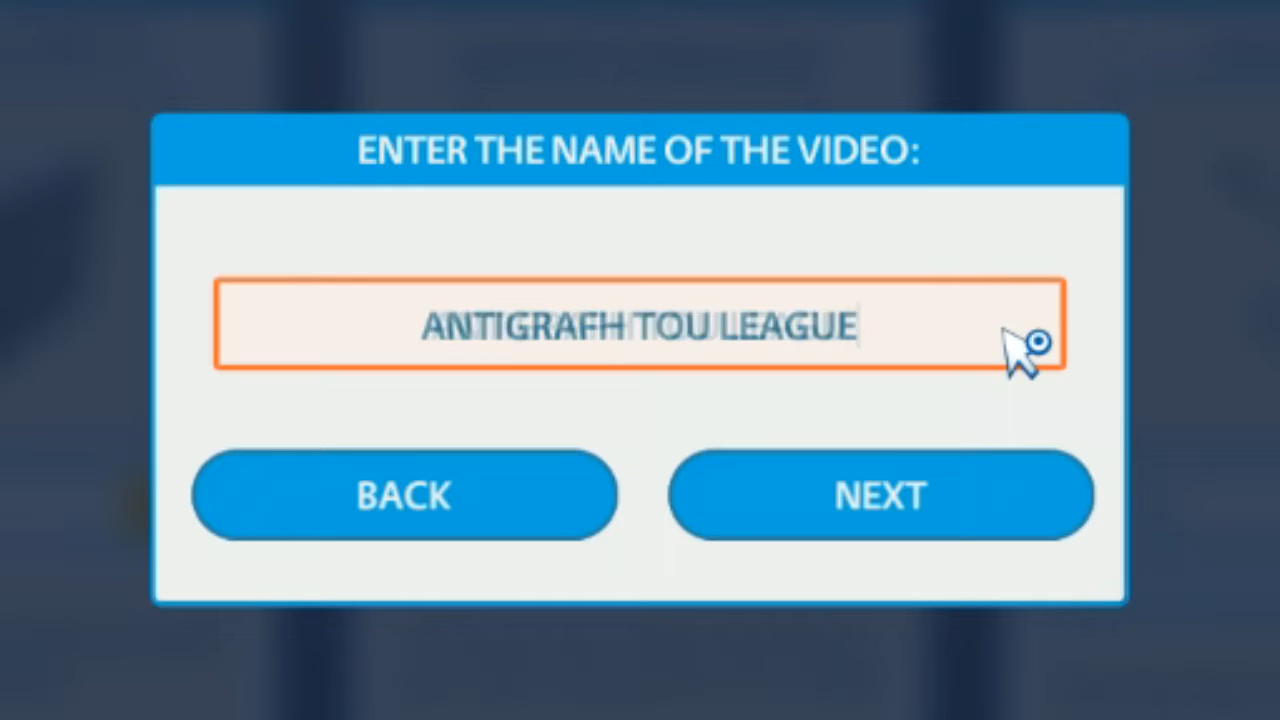 ENTER THE NAME OF THE VIDEO:
ANTIGRAFH TOU LEAGUE
BACK
NEXT